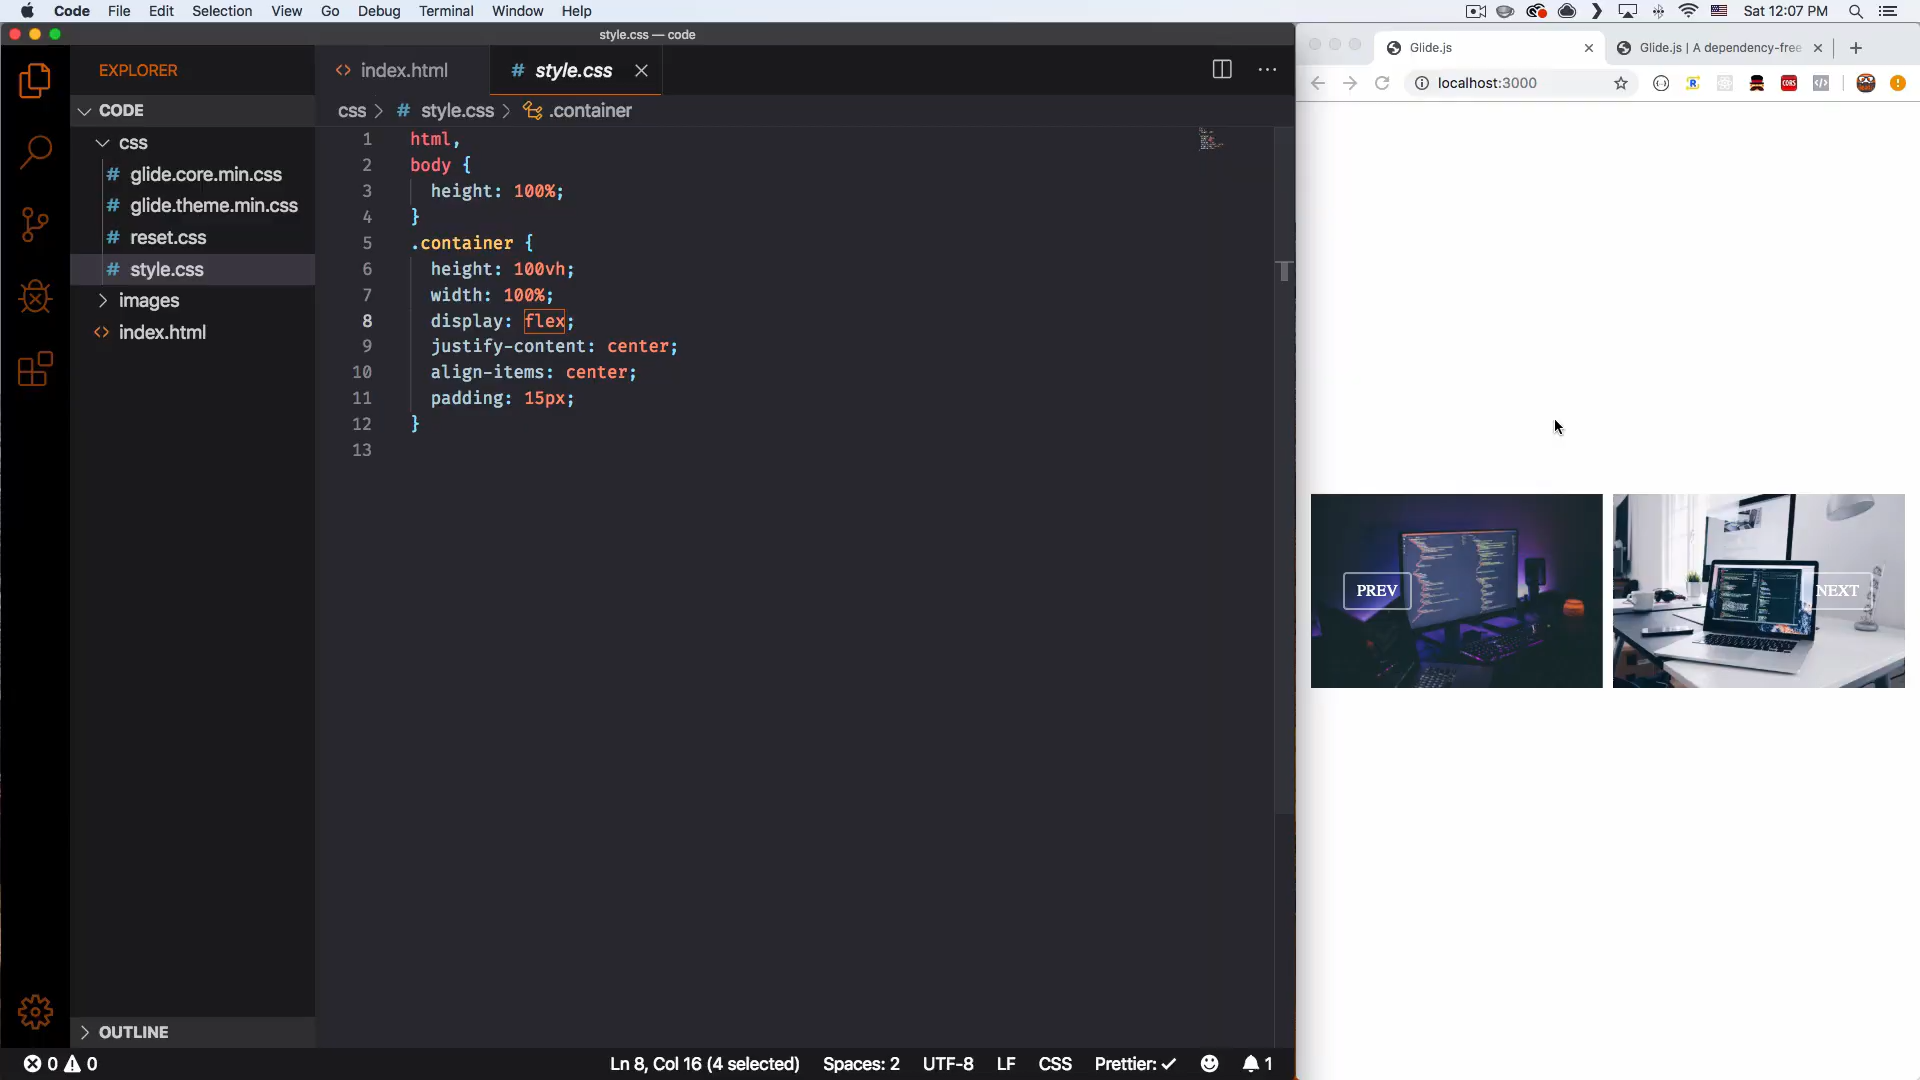 Code File Edit Selection View Go Debug Terminal Window Help
Sat 12:07 PM
style.css — code
EXPLORER
CODE
css
# glide.core.min.css
# glide.theme.min.css
# reset.css
# style.css
images
<> index.html
OUTLINE
<> index.html
# style.css
css > # style.css > .container
1 html,
2 body {
3 height: 100%;
4 }
5 .container {
6 height: 100vh;
7 width: 100%;
8 display: flex;
9 justify-content: center;
10 align-items: center;
11 padding: 15px;
12 }
13
0 0
Ln 8, Col 16 (4 selected) Spaces: 2 UTF-8 LF CSS Prettier: ✓ 1
Glide.js
Glide.js | A dependency-free
localhost:3000
CORS
PREV
NEXT